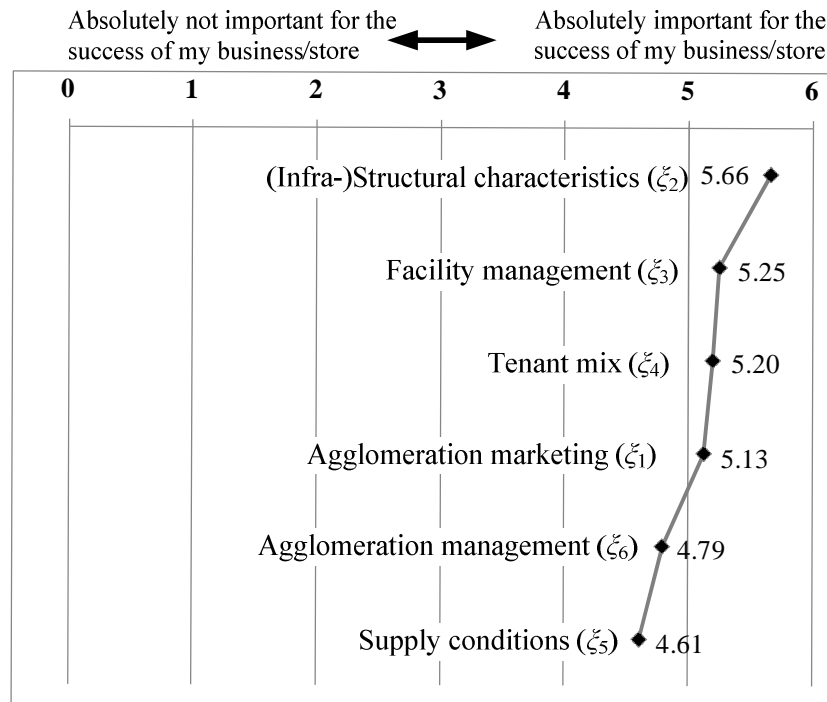 Absolutely not important for the
success of my business/store
Absolutely important for the
success of my business/store
0 1 2 3 4 5 6
(Infra-)Structural characteristics (ξ2) 5.66
Facility management (ξ3) 5.25
Tenant mix (ξ4) 5.20
Agglomeration marketing (ξ1) 5.13
Agglomeration management (ξ6) 4.79
Supply conditions (ξ5) 4.61